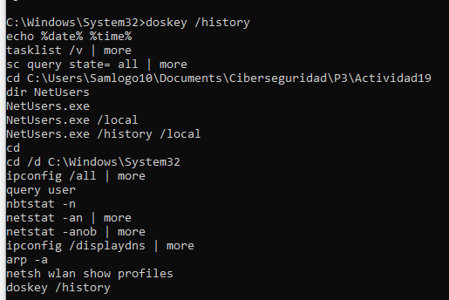 C:\Windows\System32>doskey /history
echo %date% %time%
tasklist /v | more
sc query state= all | more
cd C:\Users\Samlogo10\Documents\Ciberseguridad\P3\Actividad19
dir NetUsers
NetUsers.exe
NetUsers.exe /local
NetUsers.exe /history /local
cd
cd /d C:\Windows\System32
ipconfig /all | more
query user
nbtstat -n
netstat -an | more
netstat -anob | more
ipconfig /displaydns | more
arp -a
netsh wlan show profiles
doskey /history